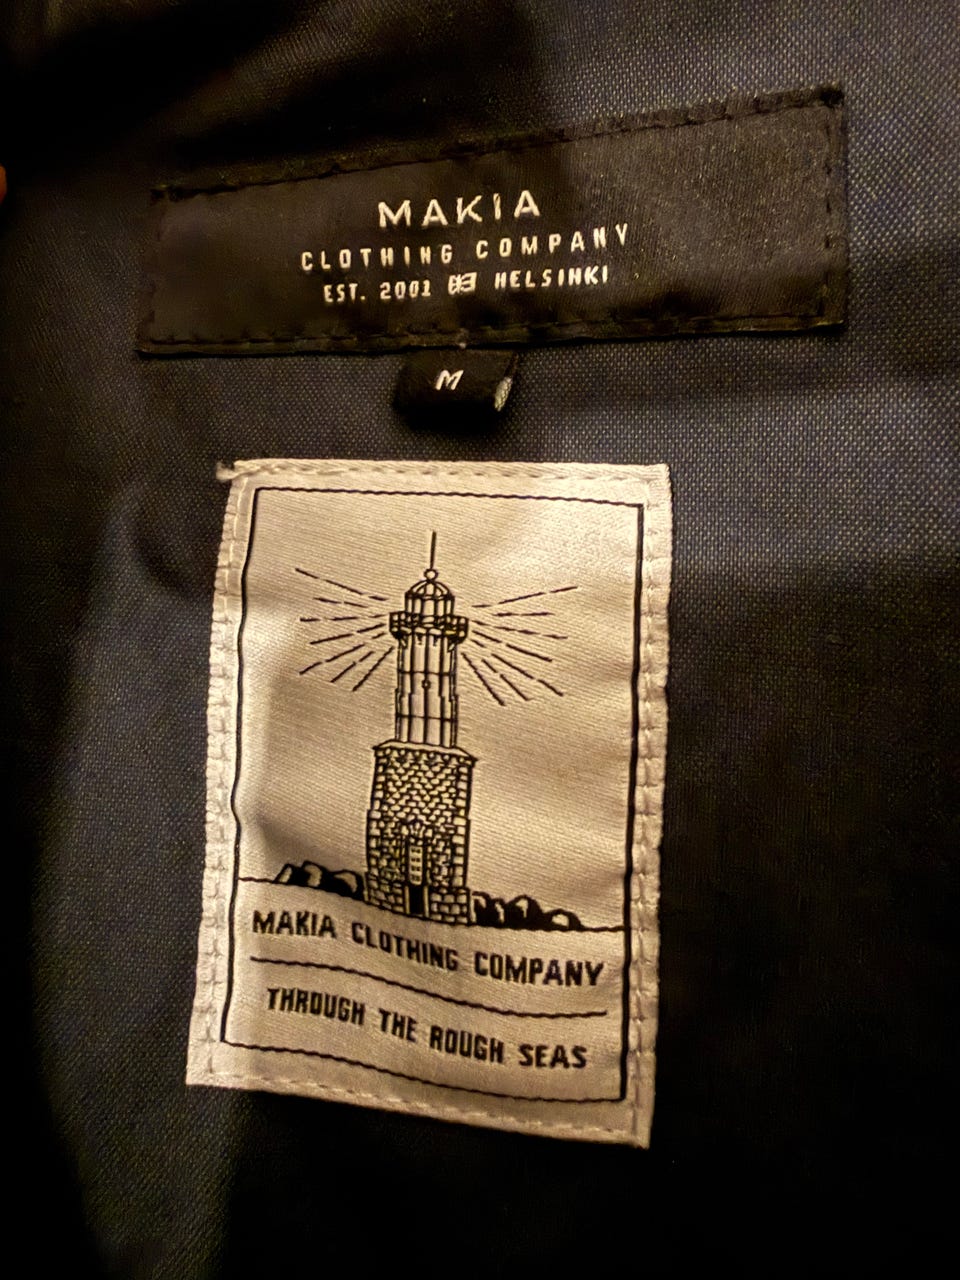 MAKIA
CLOTHING COMPANY
EST. 2001 HELSINKI
M
MAKIA CLOTHING COMPANY
THROUGH THE ROUGH SEAS